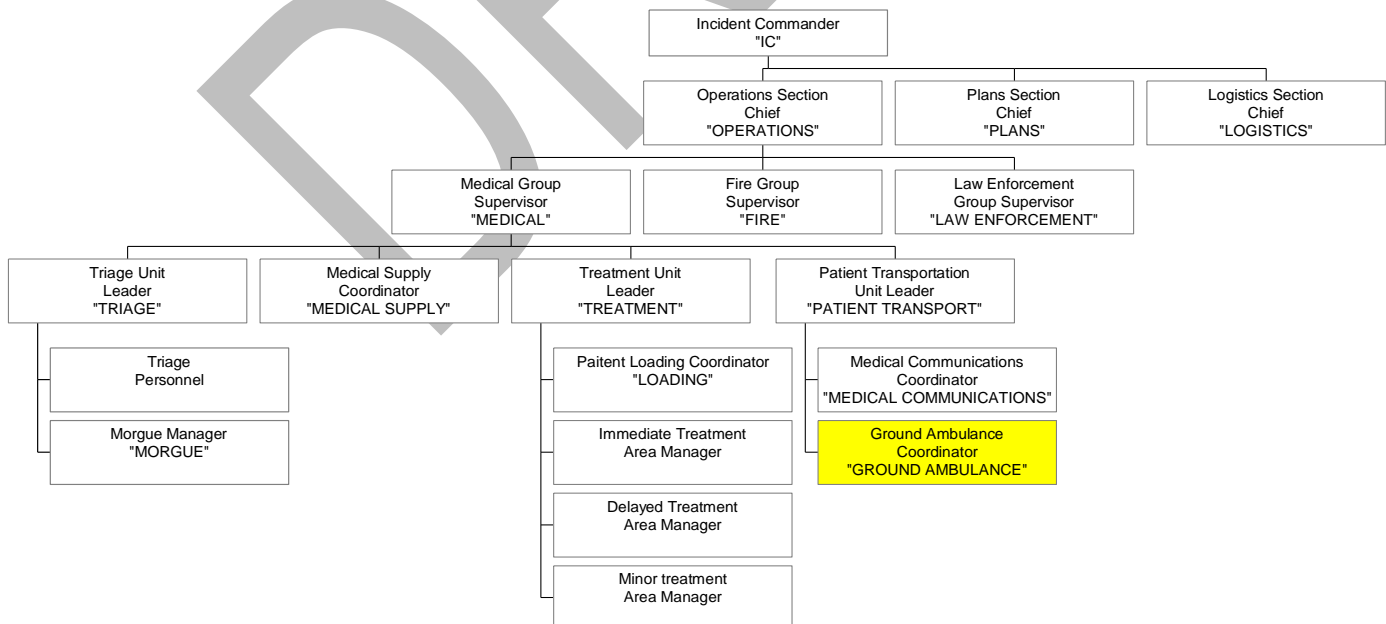 Incident Commander
"IC"
Operations Section
Chief
"OPERATIONS"
Plans Section
Chief
"PLANS"
Logistics Section
Chief
"LOGISTICS"
Medical Group
Supervisor
"MEDICAL"
Fire Group
Supervisor
"FIRE"
Law Enforcement
Group Supervisor
"LAW ENFORCEMENT"
Triage Unit
Leader
"TRIAGE"
Medical Supply
Coordinator
"MEDICAL SUPPLY"
Treatment Unit
Leader
"TREATMENT"
Patient Transportation
Unit Leader
"PATIENT TRANSPORT"
Triage
Personnel
Morgue Manager
"MORGUE"
Paitent Loading Coordinator
"LOADING"
Immediate Treatment
Area Manager
Delayed Treatment
Area Manager
Minor treatment
Area Manager
Medical Communications
Coordinator
"MEDICAL COMMUNICATIONS"
Ground Ambulance
Coordinator
"GROUND AMBULANCE"